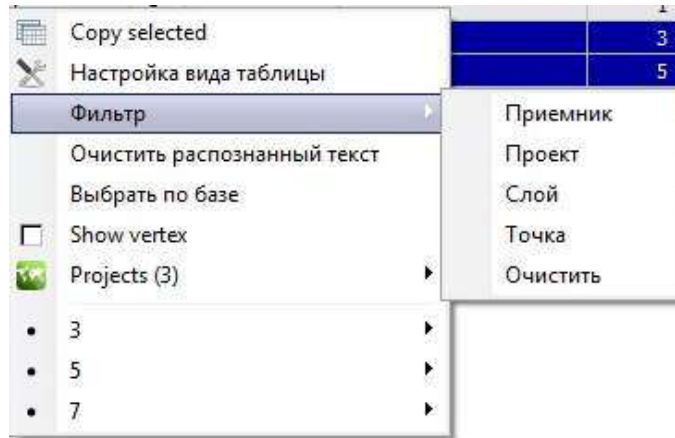 1
Copy selected
3
Настройка вида таблицы
5
Фильтр
Приемник
Очистить распознанный текст
Проект
Выбрать по базе
Слой
Show vertex
Точка
Projects (3)
Очистить
3
5
7